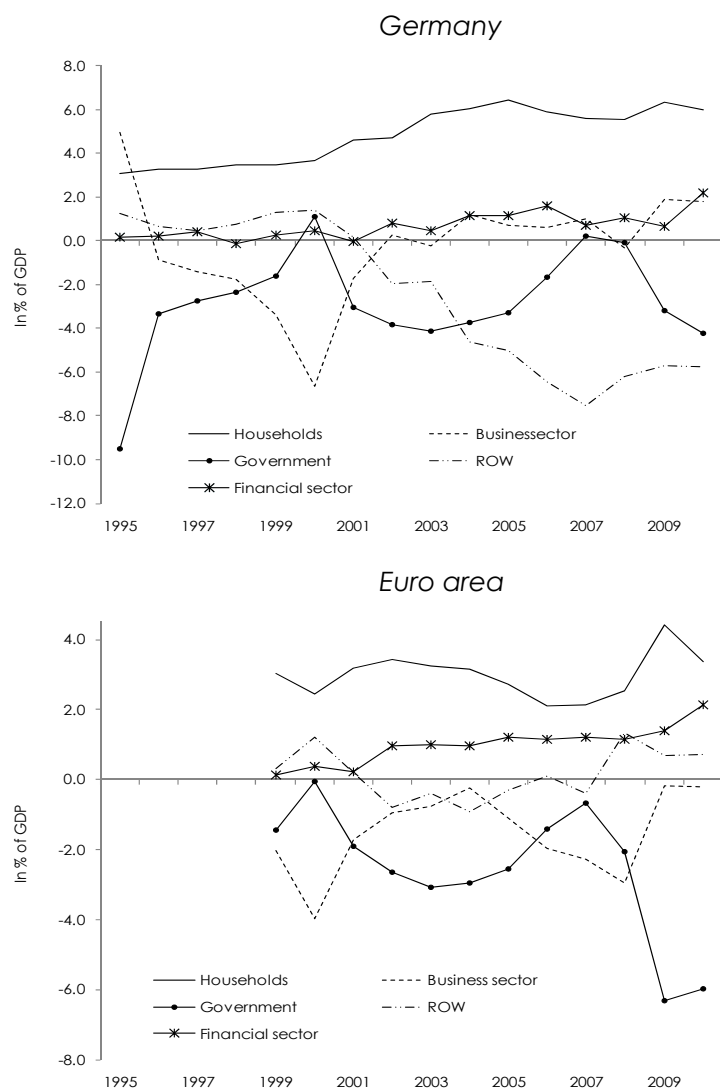 Germany
8.0
6.0
4.0
2.0
0.0
-2.0
-4.0
-6.0
-8.0
-10.0
-12.0
In% of GDP
Households
Businessector
Government
ROW
Financial sector
1995 1997 1999 2001 2003 2005 2007 2009
Euro area
4.0
2.0
0.0
-2.0
-4.0
-6.0
-8.0
In% of GDP
Households
Business sector
Government
ROW
Financial sector
1995 1997 1999 2001 2003 2005 2007 2009